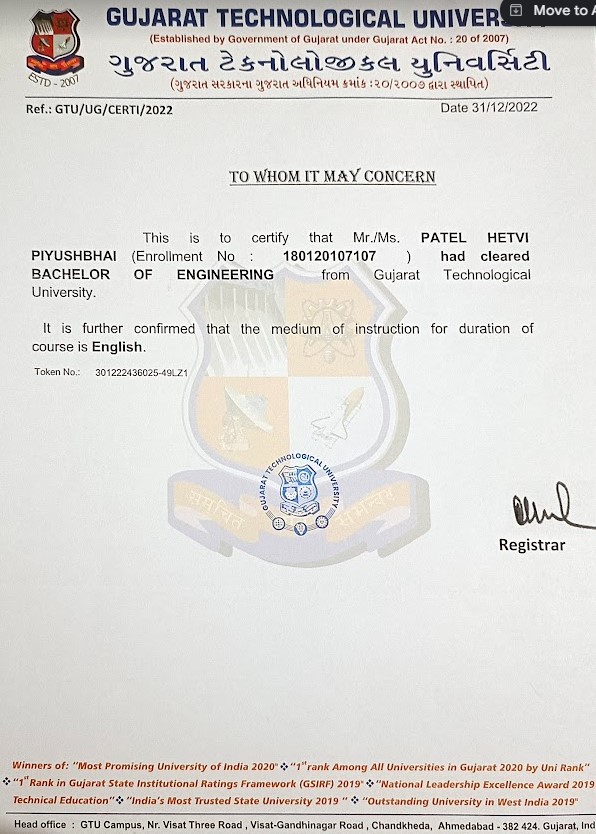 GUJARAT TECHNOLOGICAL UNIVERS
Move to A
(Established by Government of Gujarat under Gujarat Act No. : 20 of 2007)
ગુજરાત ટેકનોલોજીકલ યુનિવર્સિટી
(ગુજરાત સરકારના ગુજરાત અધિનિયમ ક્રમાંક :૨૦/૨૦૦૭ દ્વારા સ્થાપિત)
ESTD - 2007
Ref.: GTU/UG/CERTI/2022
Date 31/12/2022
TO WHOM IT MAY CONCERN
This is to certify that Mr./Ms. PATEL HETVI
PIYUSHBHAI (Enrollment No : 180120107107 ) had cleared
BACHELOR OF ENGINEERING from Gujarat Technological
University.
It is further confirmed that the medium of instruction for duration of
course is English.
Token No.: 301222436025-49LZ1
GUJARAT TECHNOLOGICAL UNIVERSITY
समुचित समुन्नत
Registrar
Winners of: "Most Promising University of India 2020" ❖ "1st rank Among All Universities in Gujarat 2020 by Uni Rank"
❖ "1st Rank in Gujarat State Institutional Ratings Framework (GSIRF) 2019" ❖ "National Leadership Excellence Award 2019
Technical Education" ❖ "India's Most Trusted State University 2019 " ❖ "Outstanding University in West India 2019"
Head office : GTU Campus, Nr. Visat Three Road , Visat-Gandhinagar Road , Chandkheda, Ahmedabad - 382 424. Gujarat, Ind